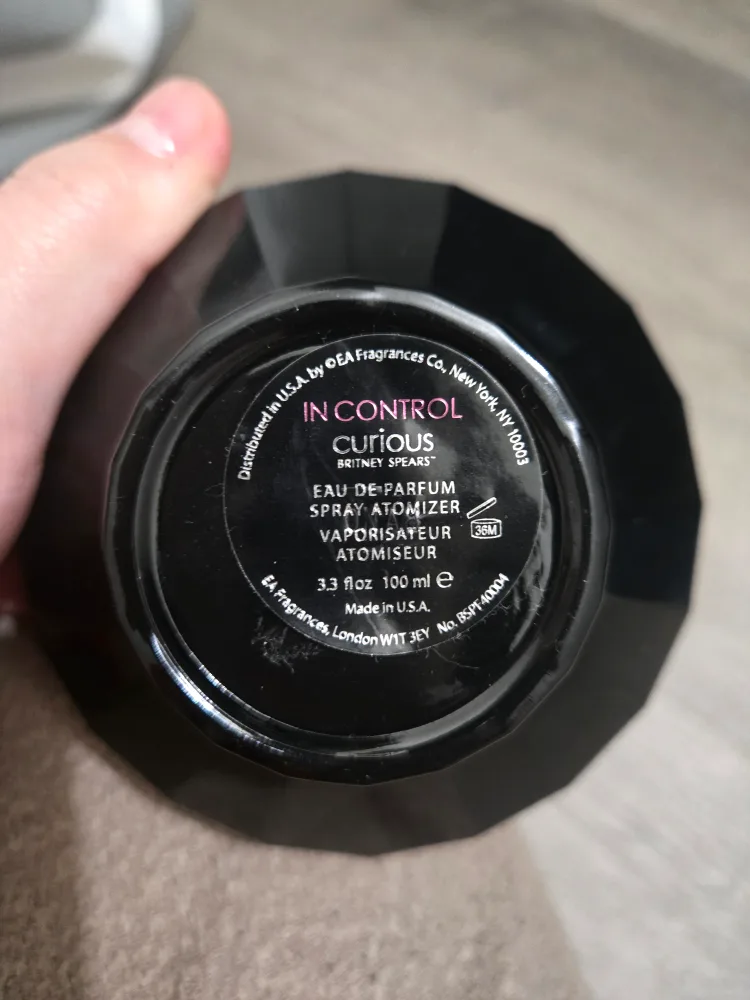 Distributed in U.S.A. by ©EA Fragrances Co., New York, NY 10003
IN CONTROL
curious
BRITNEY SPEARS™
EAU DE PARFUM
SPRAY ATOMIZER
VAPORISATEUR
36M
ATOMISEUR
3.3 fl oz 100 ml ℮
Made in U.S.A.
EA Fragrances, London W1T 3EY No. BSPF40004